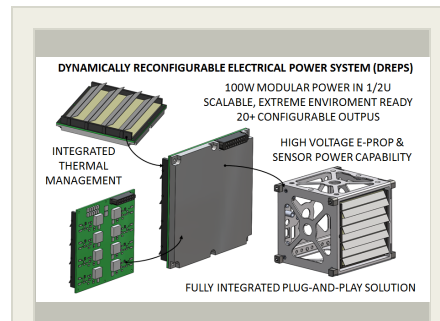 DYNAMICALLY RECONFIGURABLE ELECTRICAL POWER SYSTEM (DREPS)
100W MODULAR POWER IN 1/2U
SCALABLE, EXTREME ENVIROMENT READY
20+ CONFIGURABLE OUTPUS
HIGH VOLTAGE E-PROP &
SENSOR POWER CAPABILITY
INTEGRATED
THERMAL
MANAGEMENT
FULLY INTEGRATED PLUG-AND-PLAY SOLUTION